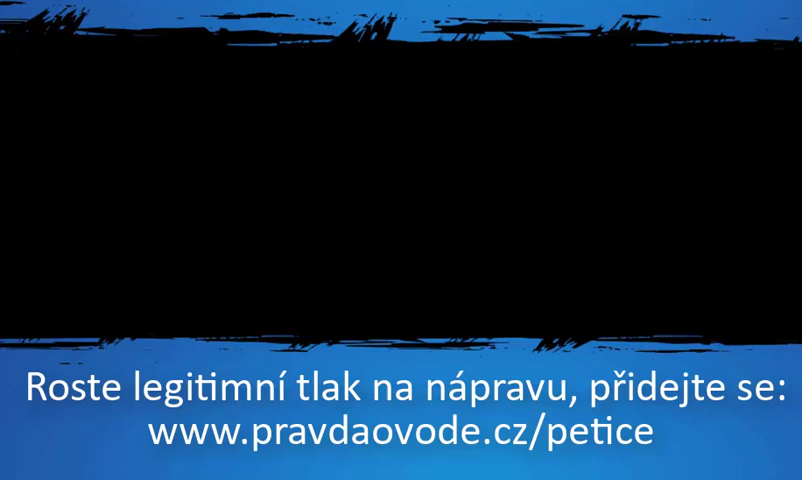 Roste legitimní tlak na nápravu, přidejte se:
www.pravdaovode.cz/petice